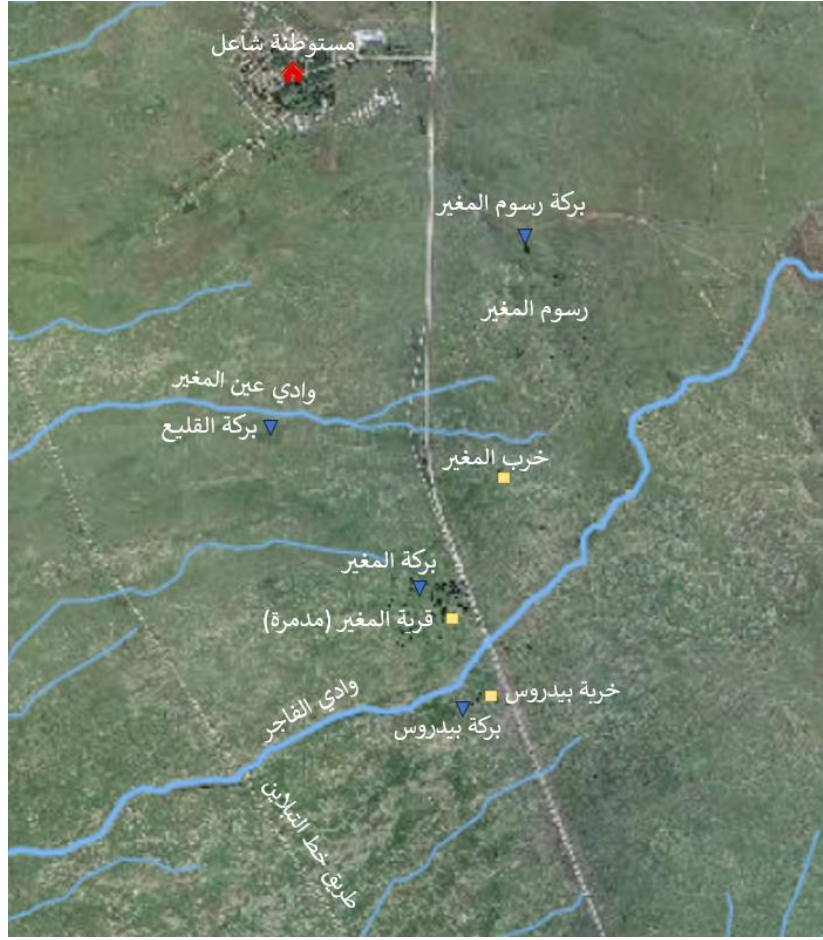 مستوطنة شاعل
بركة رسوم المغير
رسوم المغير
وادي عين المغير
بركة القليع
خرب المغير
بركة المغير
قرية المغير (مدمرة)
خربة بيدروس
وادي الفاجر
بركة بيدروس
طريق خط التبلاين